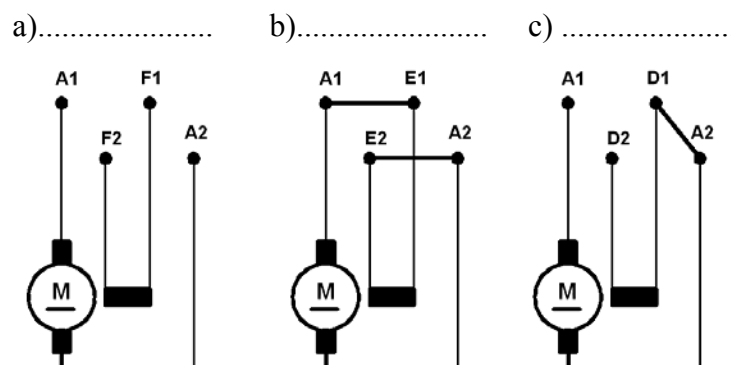 a)..................... b)....................... c) ....................
A1 F1 A1 E1 A1 D1
F2 A2 E2 A2 D2 A2
M M M